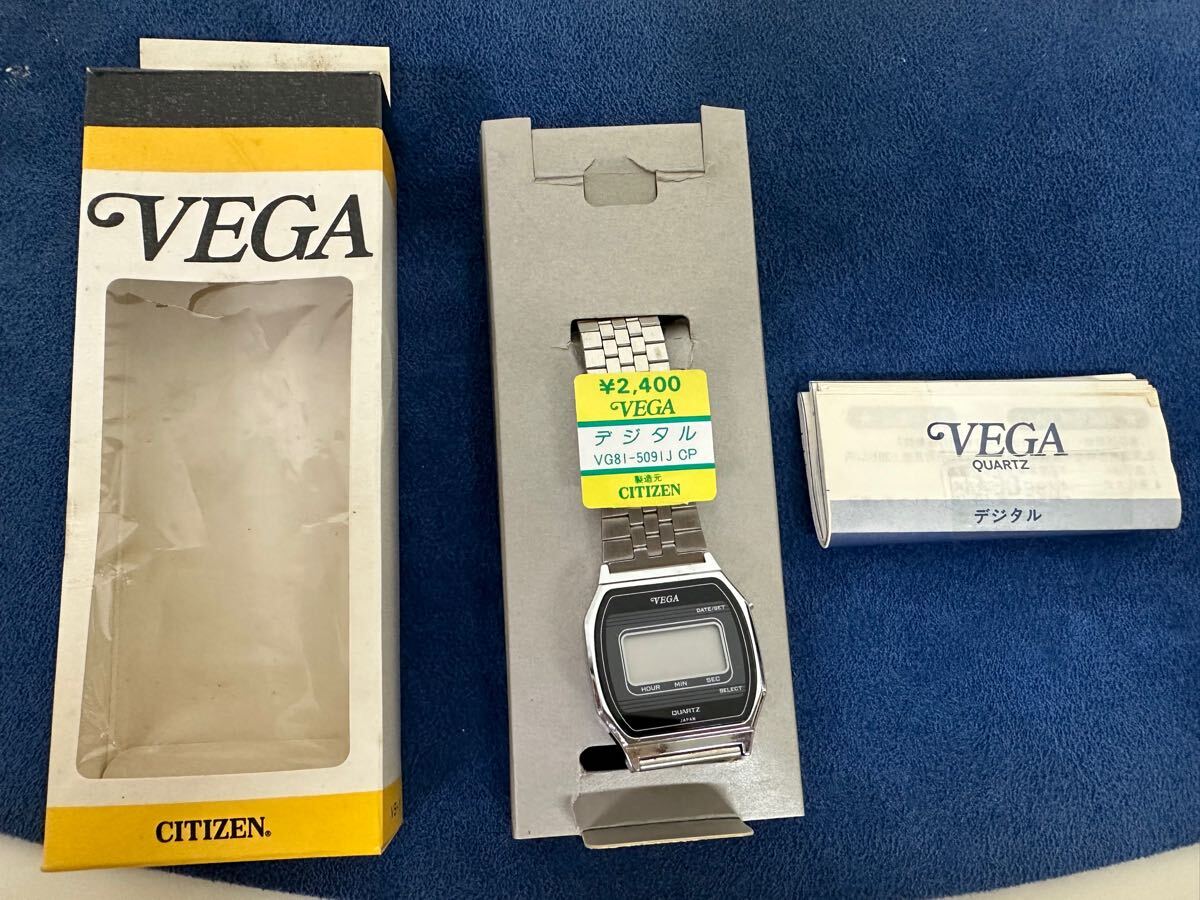 VEGA
CITIZEN.
¥2,400
VEGA
デジタル
VG81-5091J CP
製造元
CITIZEN
VEGA
DATE/SET
HOUR MIN SEC
SELECT
QUARTZ
JAPAN
VEGA
QUARTZ
デジタル